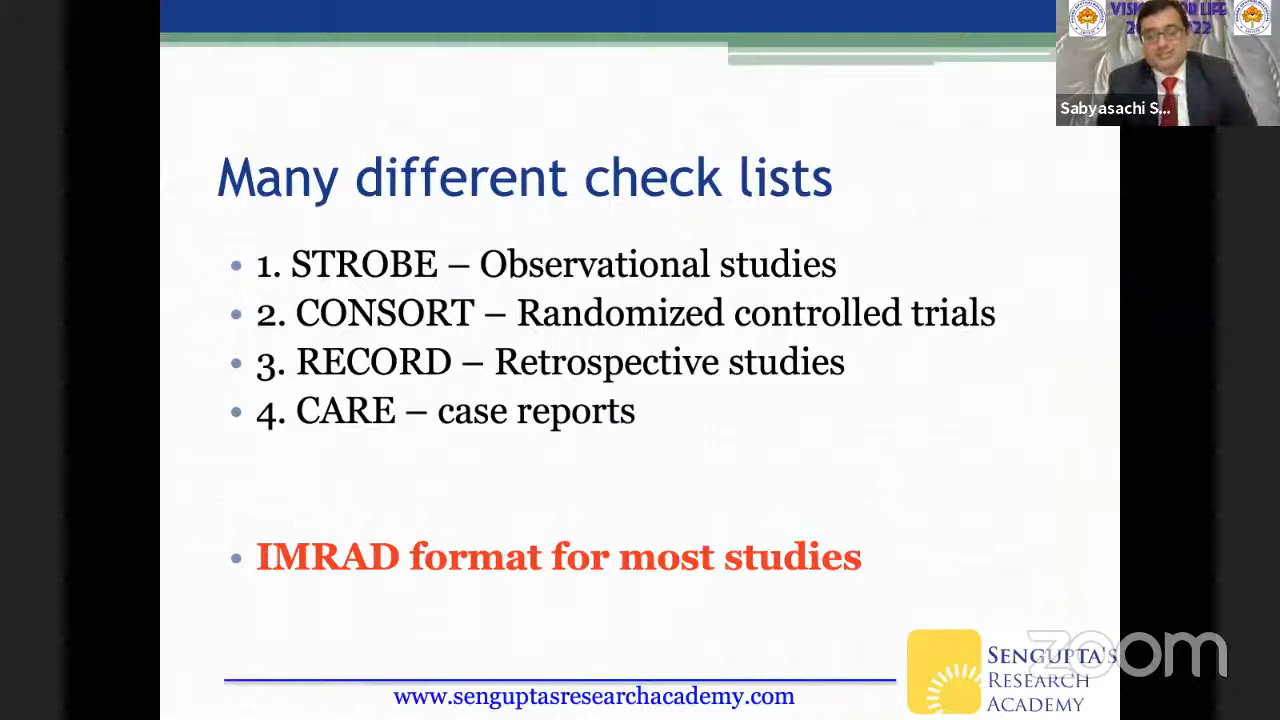 Many different check lists
• 1. STROBE – Observational studies
• 2. CONSORT – Randomized controlled trials
• 3. RECORD – Retrospective studies
• 4. CARE – case reports
• IMRAD format for most studies
www.senguptasresearchacademy.com
SENGUPTA'S
RESEARCH
ACADEMY
zoom
Sabyasachi S...